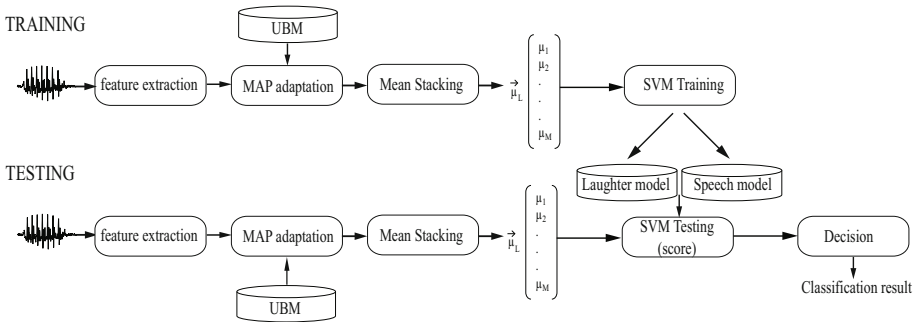 TRAINING
UBM
feature extraction
MAP adaptation
Mean Stacking
→
μL
μ1
μ2
.
.
.
μM
SVM Training
Laughter model
Speech model
TESTING
feature extraction
MAP adaptation
Mean Stacking
→
μL
μ1
μ2
.
.
.
μM
SVM Testing
(score)
Decision
Classification result
UBM